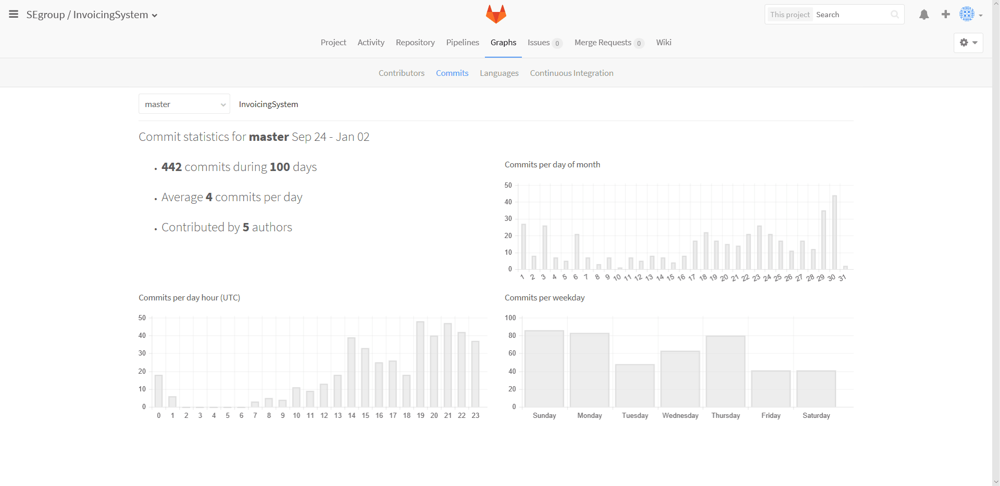 SEgroup / InvoicingSystem
This project Search
Project Activity Repository Pipelines Graphs Issues 0 Merge Requests 0 Wiki
Contributors Commits Languages Continuous Integration
master InvoicingSystem
Commit statistics for master Sep 24 - Jan 02
• 442 commits during 100 days
• Average 4 commits per day
• Contributed by 5 authors
Commits per day of month
50
40
30
20
10
0
1 2 3 4 5 6 7 8 9 10 11 12 13 14 15 16 17 18 19 20 21 22 23 24 25 26 27 28 29 30 31
Commits per day hour (UTC)
50
40
30
20
10
0
0 1 2 3 4 5 6 7 8 9 10 11 12 13 14 15 16 17 18 19 20 21 22 23
Commits per weekday
100
80
60
40
20
0
Sunday Monday Tuesday Wednesday Thursday Friday Saturday